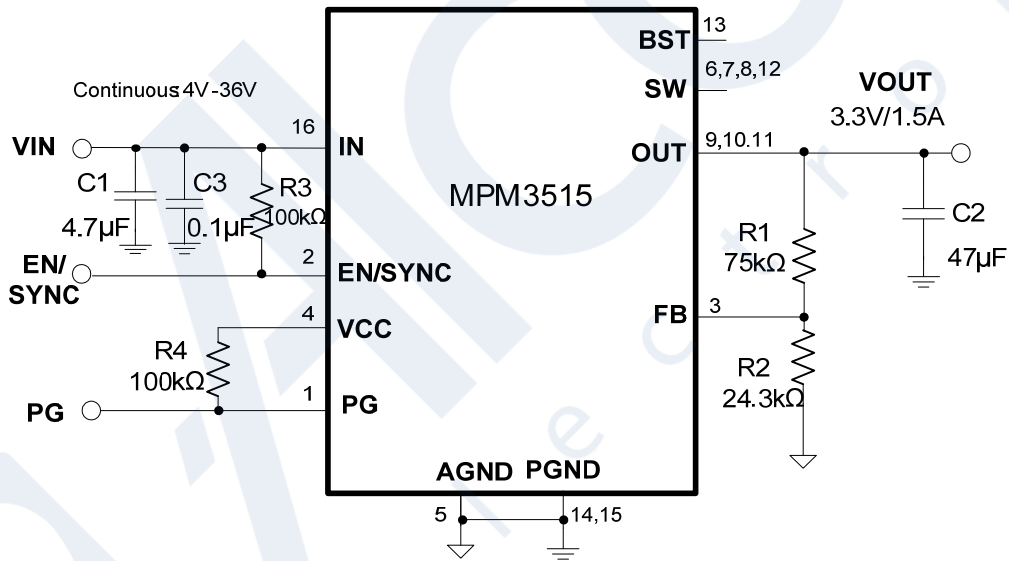 13
BST
6,7,8,12
SW
Continuous:4V-36V
VOUT
3.3V/1.5A
16
VIN
IN
9,10.11
OUT
MPM3515
C1
C3
R3
100kΩ
4.7µF
0.1µF
C2
47µF
R1
75kΩ
EN/
SYNC
2
EN/SYNC
3
FB
4
VCC
R4
100kΩ
R2
24.3kΩ
1
PG
PG
AGND PGND
5
14,15